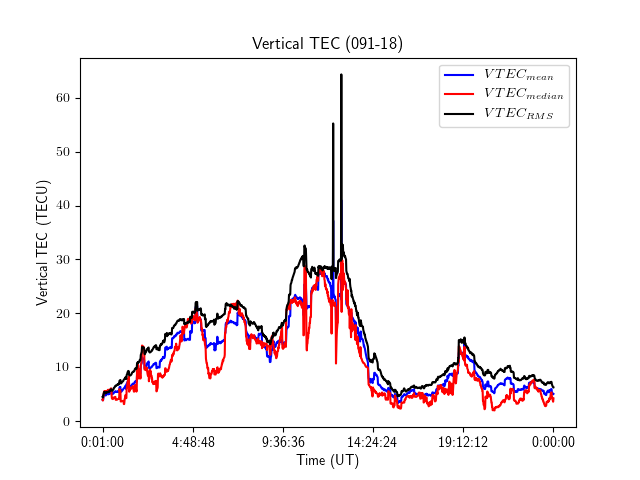 Vertical TEC (091-18)
VTEC_mean
VTEC_median
VTEC_RMS
Vertical TEC (TECU)
60
50
40
30
20
10
0
0:01:00 4:48:48 9:36:36 14:24:24 19:12:12 0:00:00
Time (UT)